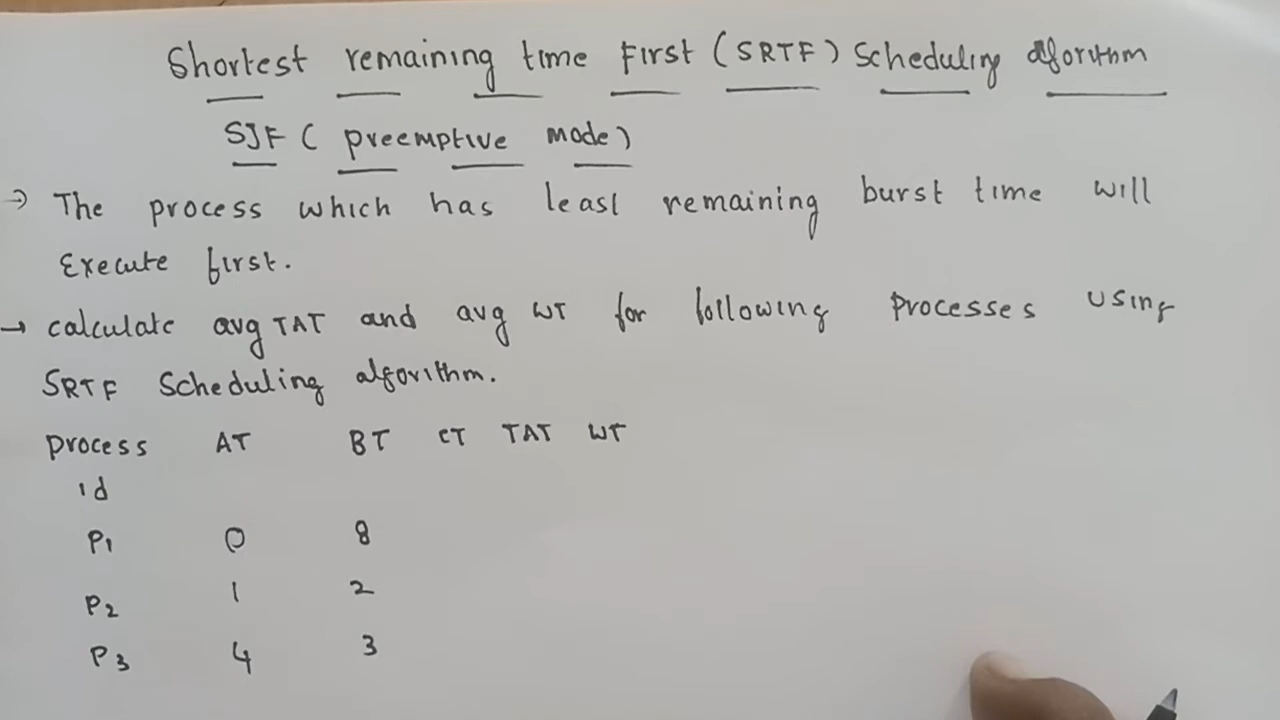 Shortest remaining time First (SRTF) Scheduling algorithm
SJF ( preemptive mode)
→ The process which has least remaining burst time will
Execute first.
→ calculate avg TAT and avg WT for following processes using
SRTF Scheduling algorithm.
process AT BT CT TAT WT
id
P1 0 8
P2 1 2
P3 4 3